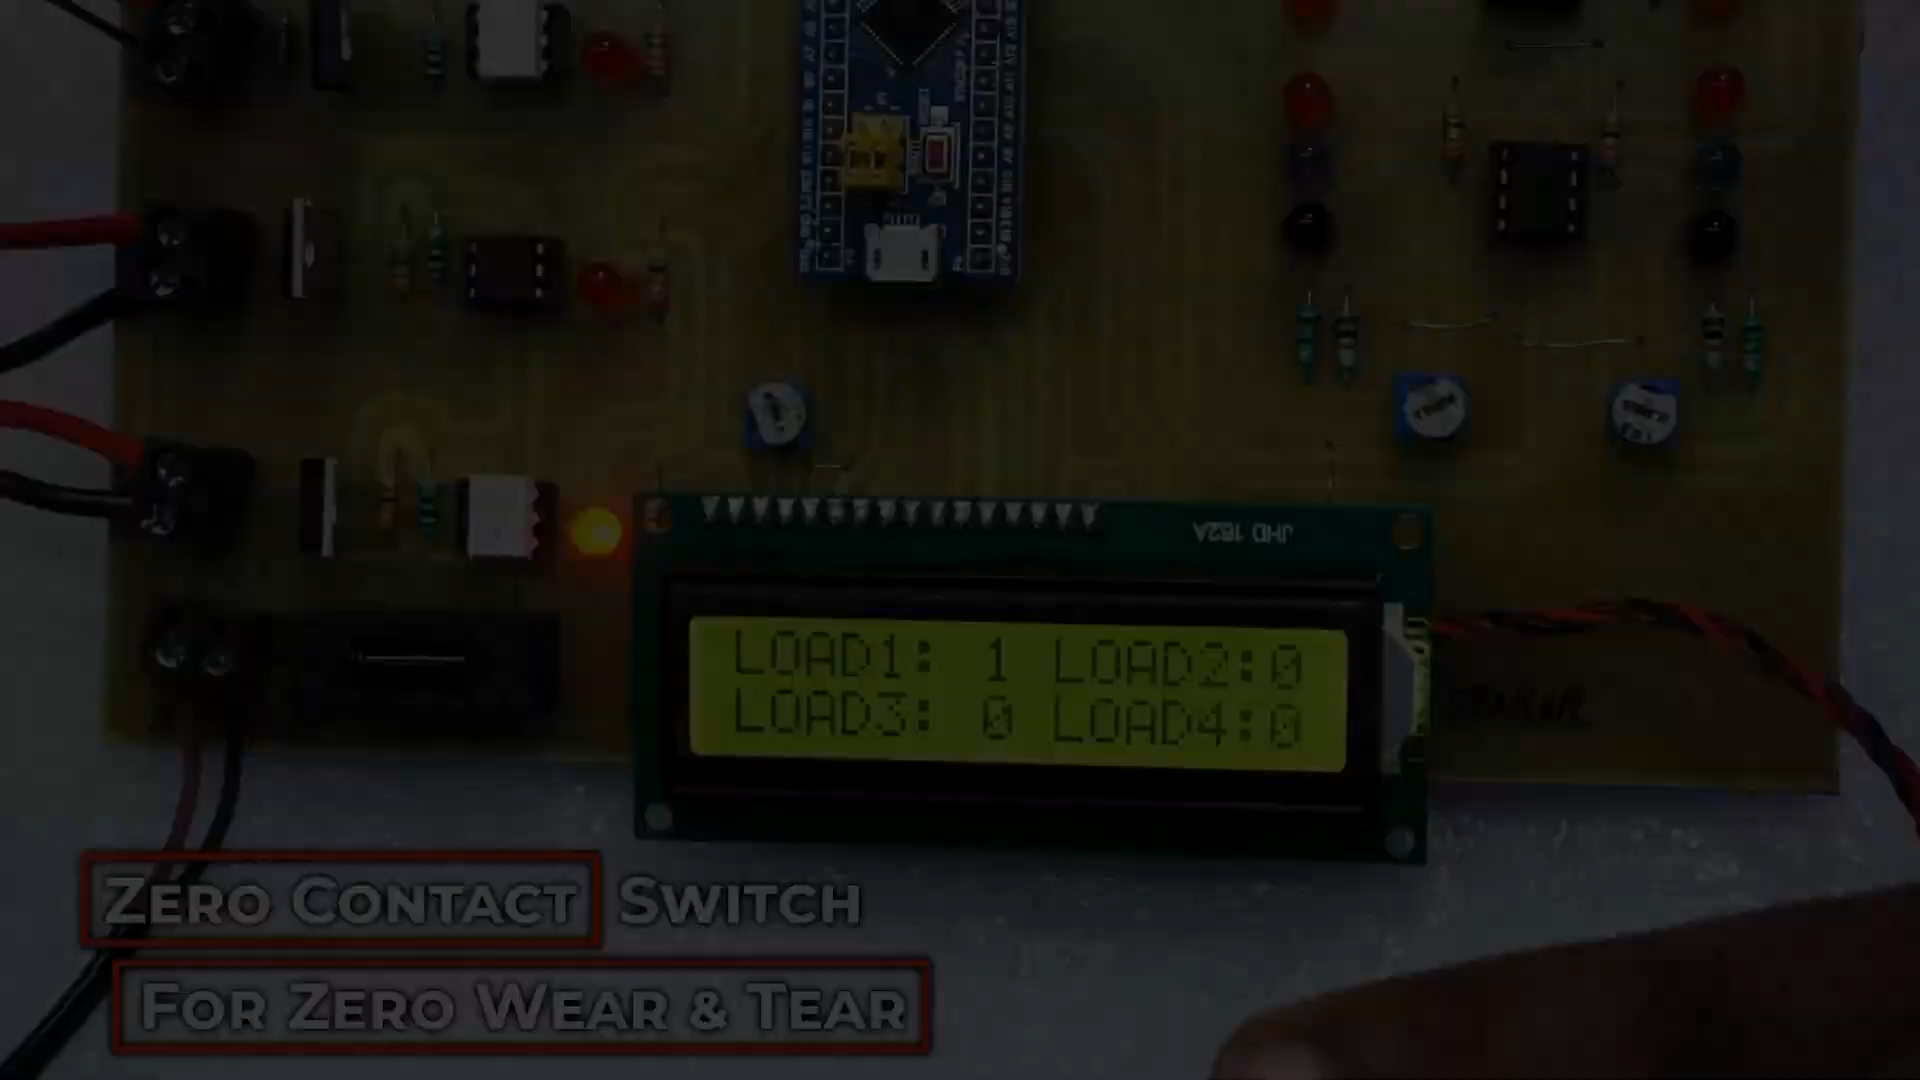 JHD 162A
LOAD1: 1 LOAD2:0
LOAD3: 0 LOAD4:0
ZERO CONTACT SWITCH
FOR ZERO WEAR & TEAR